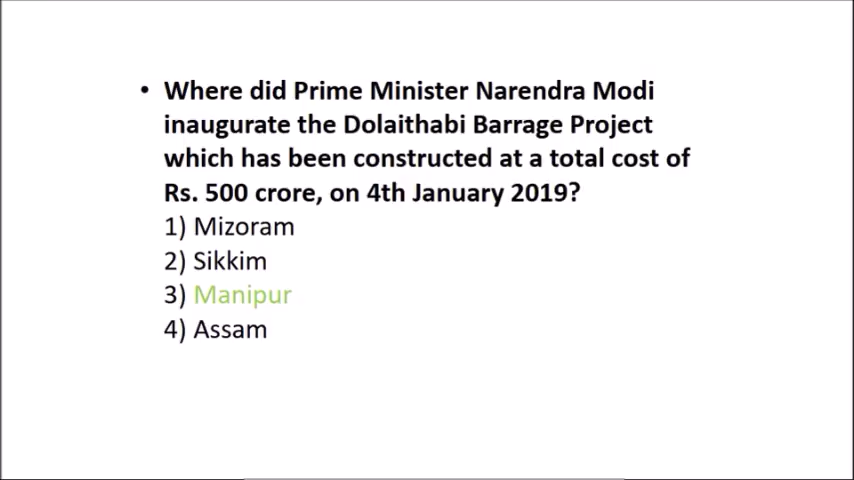 • Where did Prime Minister Narendra Modi
inaugurate the Dolaithabi Barrage Project
which has been constructed at a total cost of
Rs. 500 crore, on 4th January 2019?
1) Mizoram
2) Sikkim
3) Manipur
4) Assam